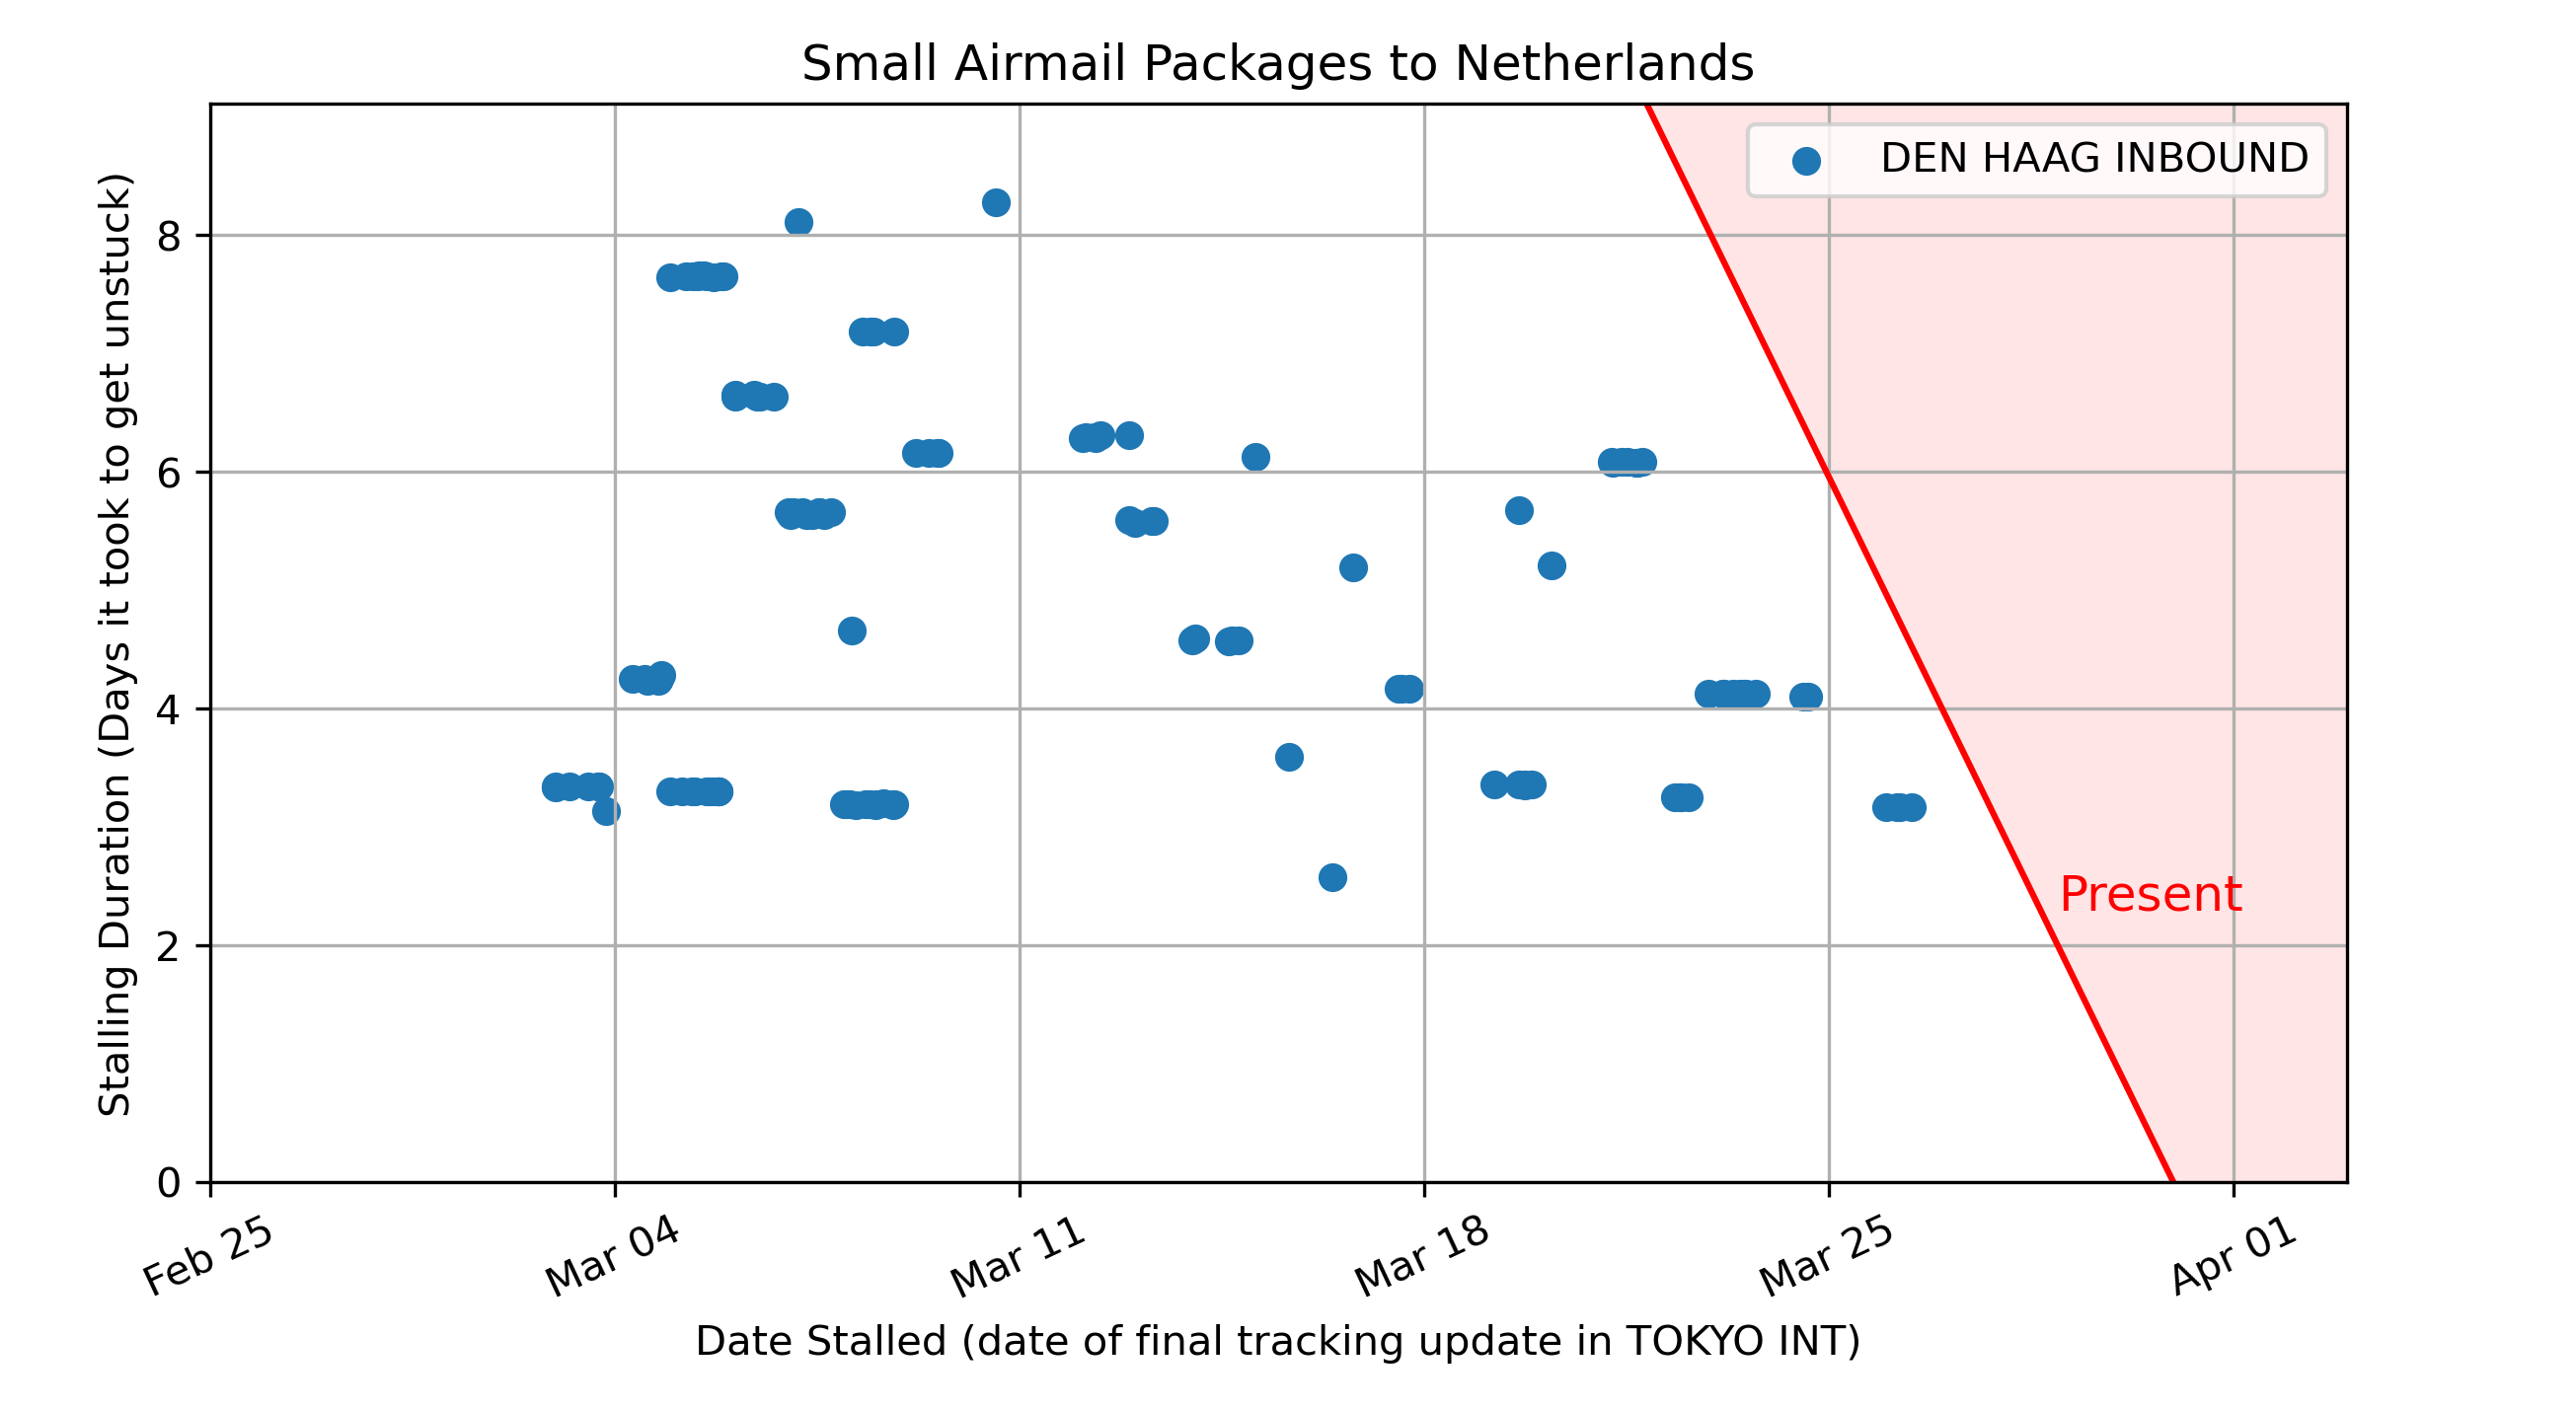 Small Airmail Packages to Netherlands
DEN HAAG INBOUND
Stalling Duration (Days it took to get unstuck)
8
6
4
2
0
Present
Feb 25
Mar 04
Mar 11
Mar 18
Mar 25
Apr 01
Date Stalled (date of final tracking update in TOKYO INT)